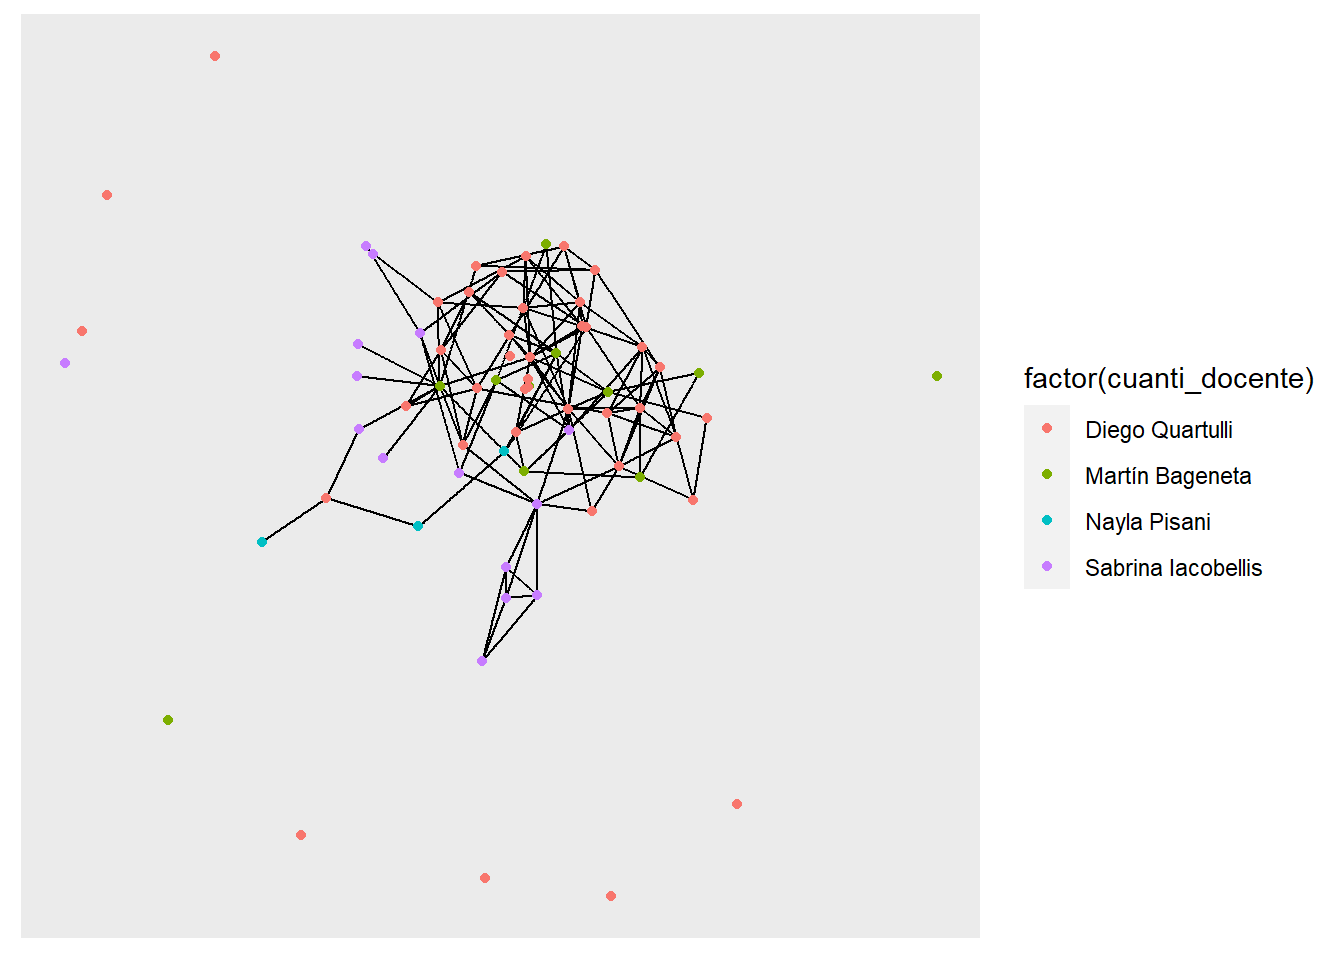 factor(cuanti_docente)
Diego Quartulli
Martín Bageneta
Nayla Pisani
Sabrina Iacobellis